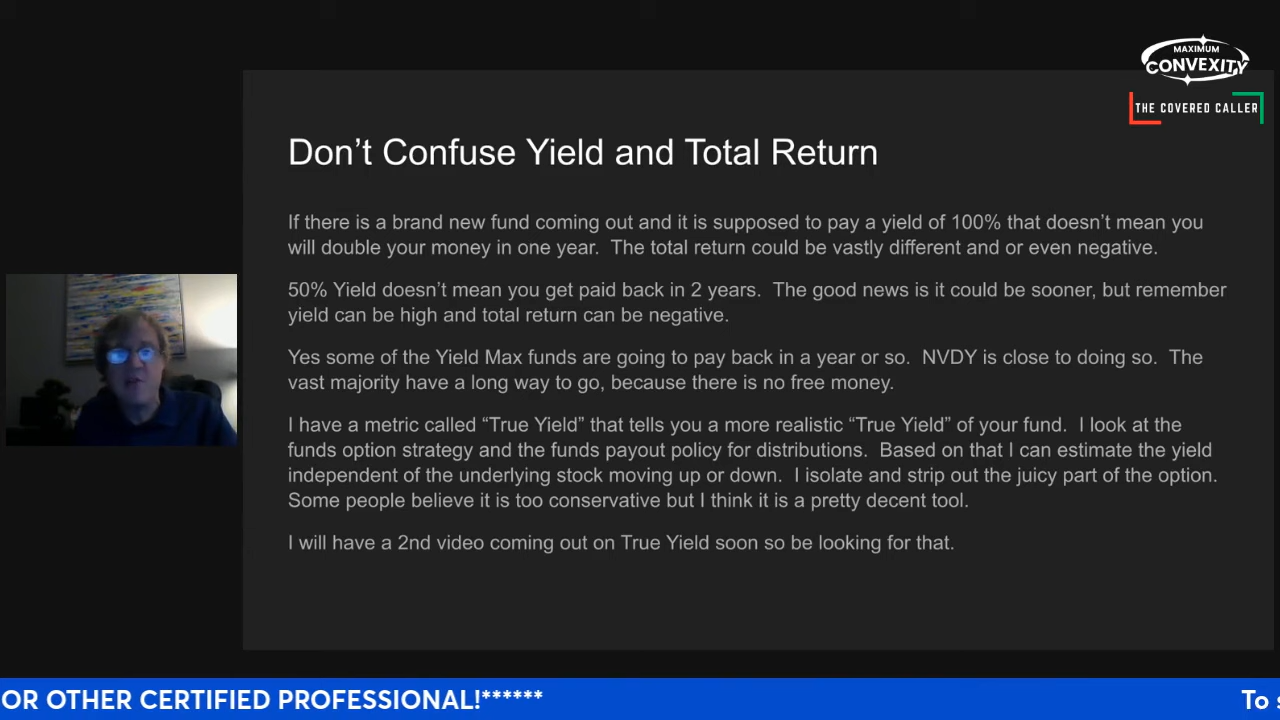 MAXIMUM
CONVEXITY
THE COVERED CALLER
Don’t Confuse Yield and Total Return
If there is a brand new fund coming out and it is supposed to pay a yield of 100% that doesn’t mean you
will double your money in one year.  The total return could be vastly different and or even negative.
50% Yield doesn’t mean you get paid back in 2 years.  The good news is it could be sooner, but remember
yield can be high and total return can be negative.
Yes some of the Yield Max funds are going to pay back in a year or so.  NVDY is close to doing so.  The
vast majority have a long way to go, because there is no free money.
I have a metric called “True Yield” that tells you a more realistic “True Yield” of your fund.  I look at the
funds option strategy and the funds payout policy for distributions.  Based on that I can estimate the yield
independent of the underlying stock moving up or down.  I isolate and strip out the juicy part of the option.
Some people believe it is too conservative but I think it is a pretty decent tool.
I will have a 2nd video coming out on True Yield soon so be looking for that.
OR OTHER CERTIFIED PROFESSIONAL!****** To s